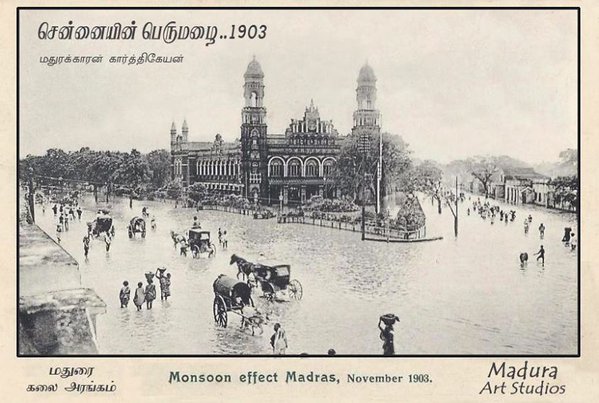 சென்னையின் பெருமழை..1903
மதுரக்காரன் கார்த்திகேயன்
மதுரை
கலை அரங்கம்
Monsoon effect Madras, November 1903.
Madura
Art Studios